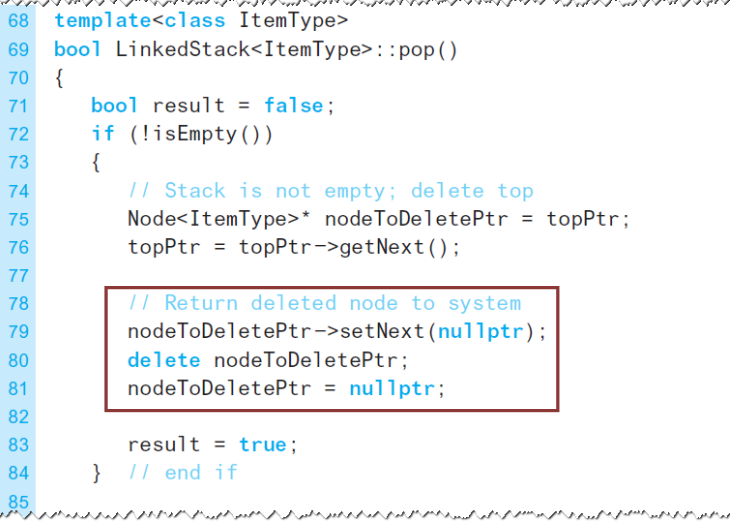 68 template<class ItemType>
69 bool LinkedStack<ItemType>::pop()
70 {
71 bool result = false;
72 if (!isEmpty())
73 {
74 // Stack is not empty; delete top
75 Node<ItemType>* nodeToDeletePtr = topPtr;
76 topPtr = topPtr->getNext();
77
78 // Return deleted node to system
79 nodeToDeletePtr->setNext(nullptr);
80 delete nodeToDeletePtr;
81 nodeToDeletePtr = nullptr;
82
83 result = true;
84 } // end if
85